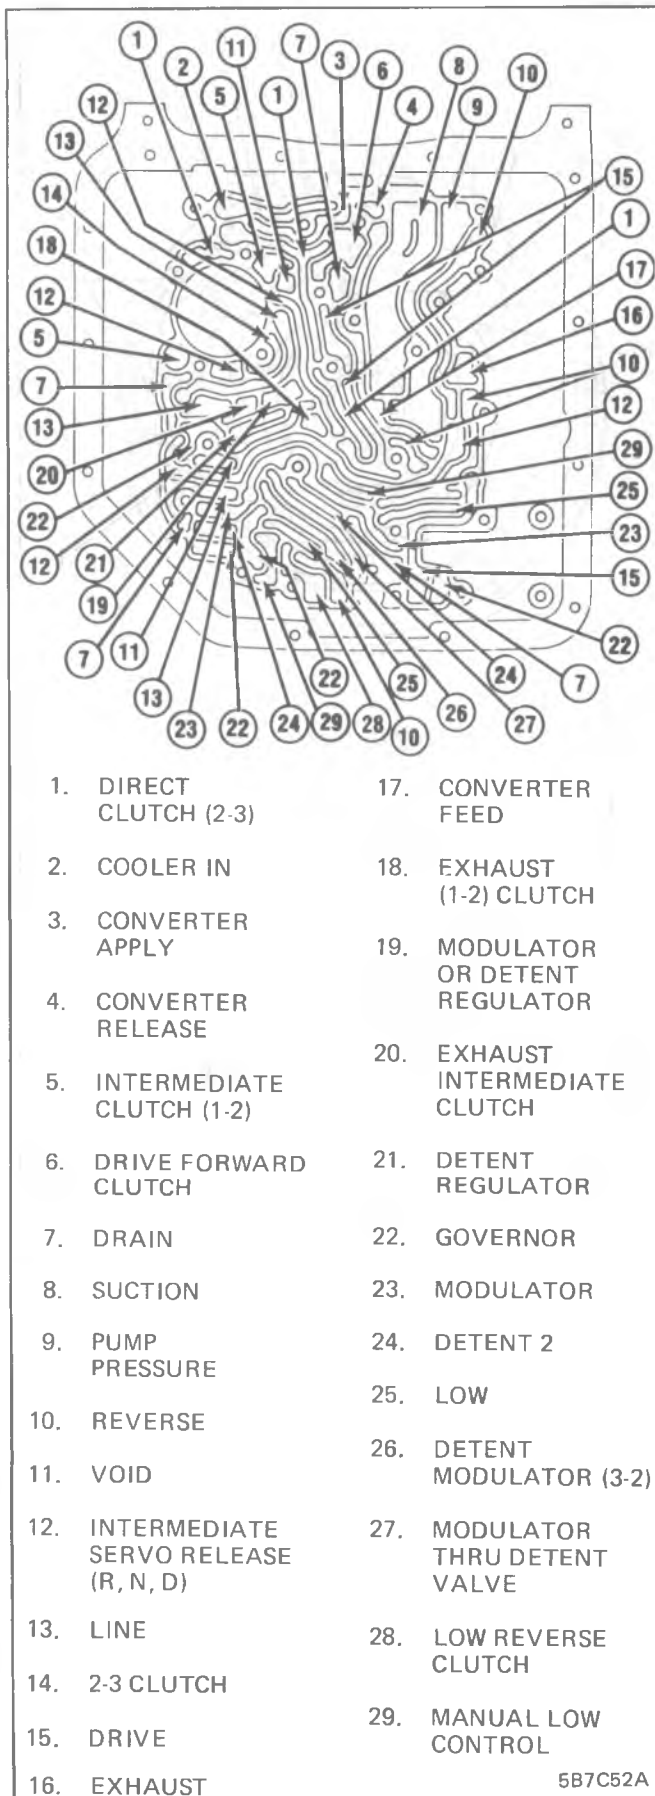 1 2 11 5 1 7 3 6 4 8 9 10
12
13
14
18
12
5
7
13
20
22
12
21
19
7
11
13
23
22
24
29
22
28
10
25
26
27
24
7
22
15
23
25
29
12
10
16
17
1
15
1. DIRECT
CLUTCH (2-3)
2. COOLER IN
3. CONVERTER
APPLY
4. CONVERTER
RELEASE
5. INTERMEDIATE
CLUTCH (1-2)
6. DRIVE FORWARD
CLUTCH
7. DRAIN
8. SUCTION
9. PUMP
PRESSURE
10. REVERSE
11. VOID
12. INTERMEDIATE
SERVO RELEASE
(R, N, D)
13. LINE
14. 2-3 CLUTCH
15. DRIVE
16. EXHAUST
17. CONVERTER
FEED
18. EXHAUST
(1-2) CLUTCH
19. MODULATOR
OR DETENT
REGULATOR
20. EXHAUST
INTERMEDIATE
CLUTCH
21. DETENT
REGULATOR
22. GOVERNOR
23. MODULATOR
24. DETENT 2
25. LOW
26. DETENT
MODULATOR (3-2)
27. MODULATOR
THRU DETENT
VALVE
28. LOW REVERSE
CLUTCH
29. MANUAL LOW
CONTROL
5B7C52A